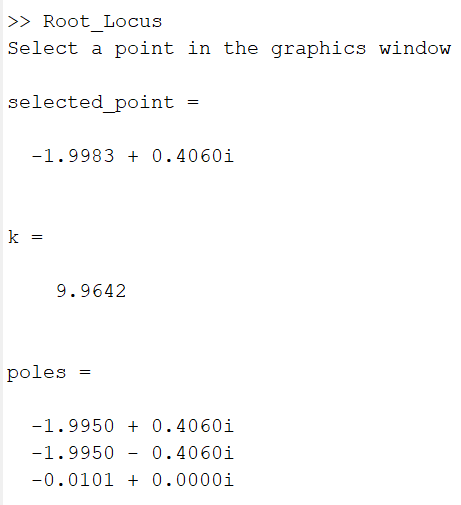 >> Root_Locus
Select a point in the graphics window
selected_point =
-1.9983 + 0.4060i
k =
9.9642
poles =
-1.9950 + 0.4060i
-1.9950 - 0.4060i
-0.0101 + 0.0000i